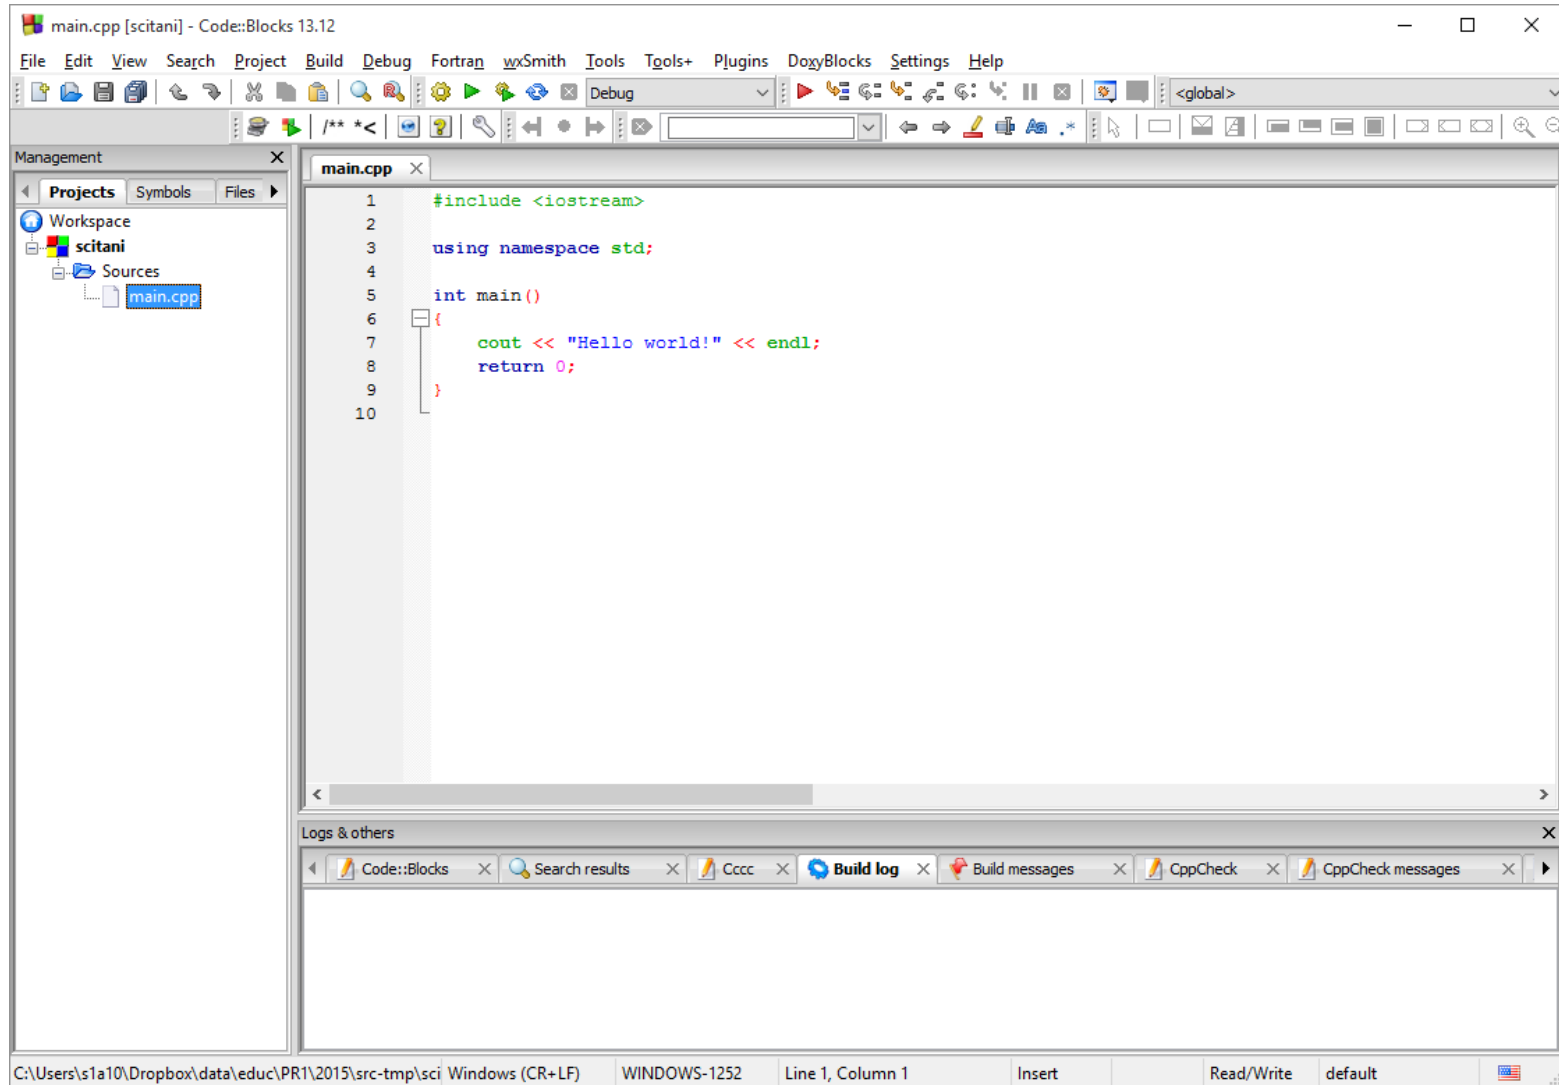 main.cpp [scitani] - Code::Blocks 13.12
File Edit View Search Project Build Debug Fortran wxSmith Tools Tools+ Plugins DoxyBlocks Settings Help
Debug <global>
/** *<
Management
Projects Symbols Files
Workspace
scitani
Sources
main.cpp
main.cpp
1 #include <iostream>
2
3 using namespace std;
4
5 int main()
6 {
7 cout << "Hello world!" << endl;
8 return 0;
9 }
10
Logs & others
Code::Blocks Search results Cccc Build log Build messages CppCheck CppCheck messages
C:\Users\s1a10\Dropbox\data\educ\PR1\2015\src-tmp\sci Windows (CR+LF) WINDOWS-1252 Line 1, Column 1 Insert Read/Write default